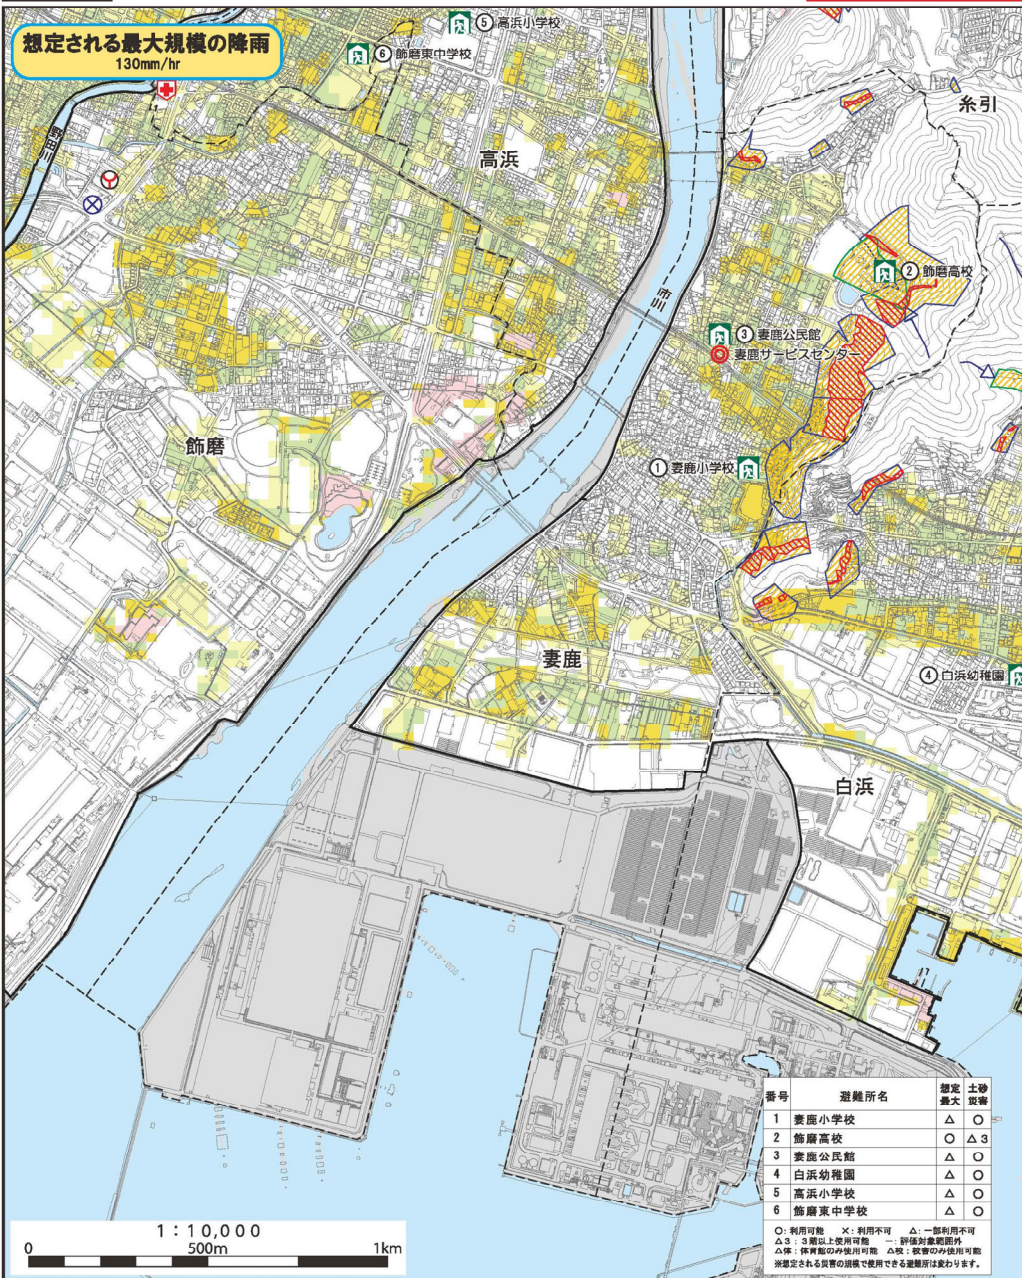 想定される最大規模の降雨
130mm/hr
⑤ 高浜小学校
⑥ 飾磨東中学校
糸引
野田川
高浜
② 飾磨高校
市川
③ 妻鹿公民館
妻鹿サービスセンター
飾磨
① 妻鹿小学校
妻鹿
④ 白浜幼稚園
白浜
番号 避難所名 想定最大 土砂災害
1 妻鹿小学校 △ ○
2 飾磨高校 ○ △3
3 妻鹿公民館 △ ○
4 白浜幼稚園 △ ○
5 高浜小学校 △ ○
6 飾磨東中学校 △ ○
○:利用可能 ×:利用不可 △:一部利用不可
△3:3階以上使用可能 ー:評価対象範囲外
△体:体育館のみ使用可能 △校:校舎のみ使用可能
※想定される災害の規模で使用できる避難所は変わります。
1:10,000
0 500m 1km